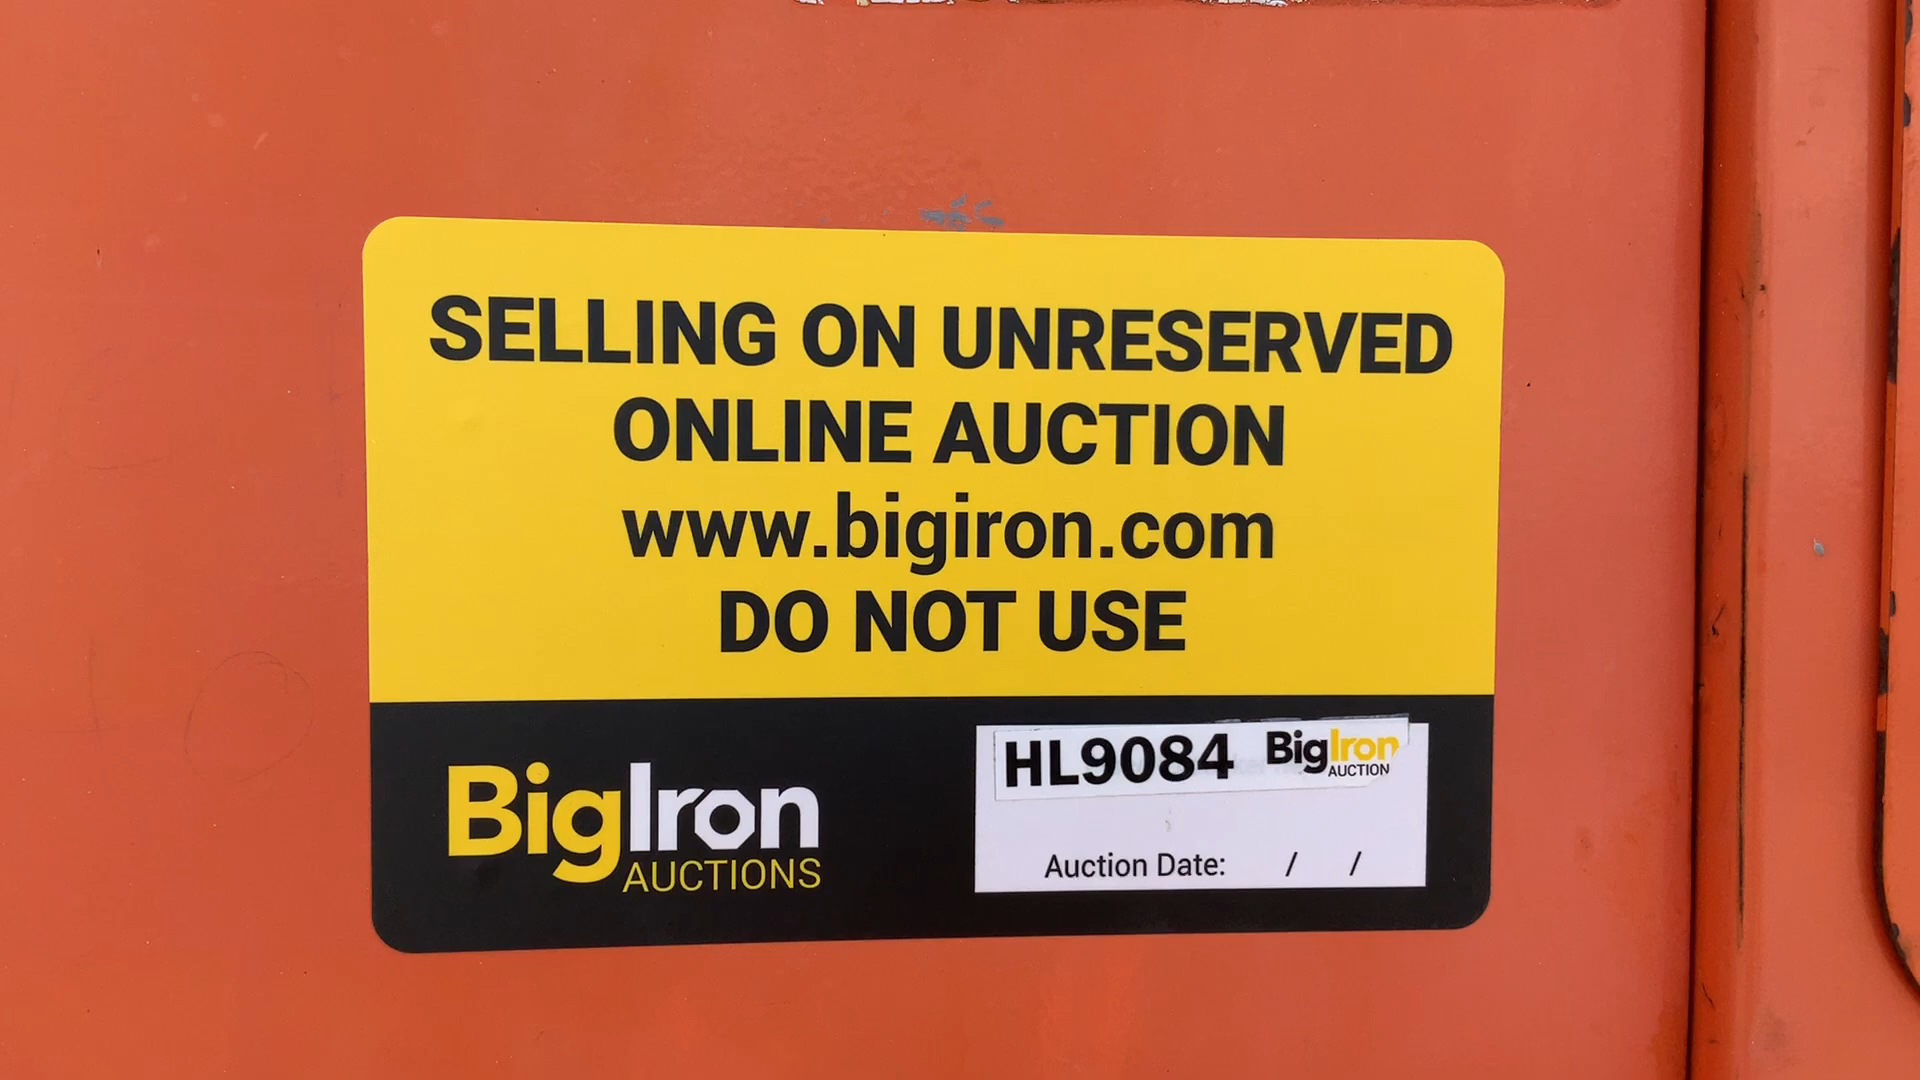 SELLING ON UNRESERVED
ONLINE AUCTION
www.bigiron.com
DO NOT USE
BigIron
AUCTIONS
HL9084 BigIron
AUCTION
Auction Date: / /